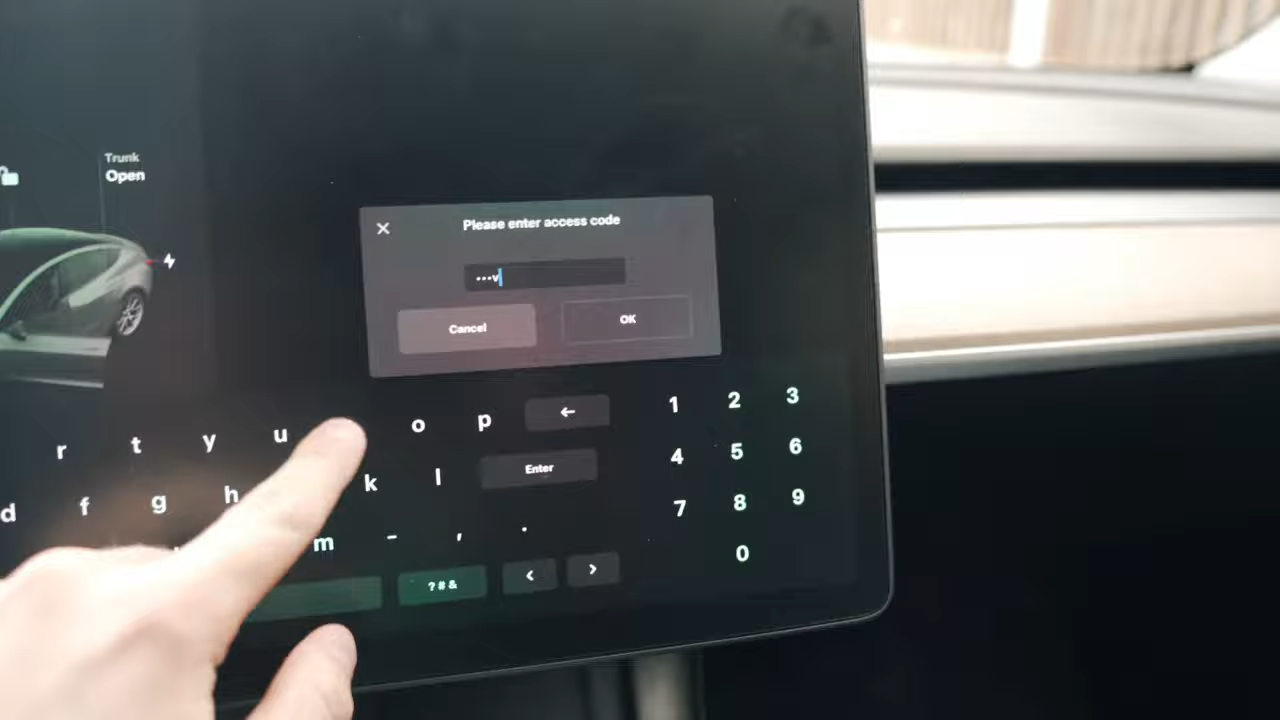 Trunk
Open
Please enter access code
•••v
Cancel
OK
r t y u o p ←
d f g h k l Enter
m - , .
?#& < >
1 2 3
4 5 6
7 8 9
0